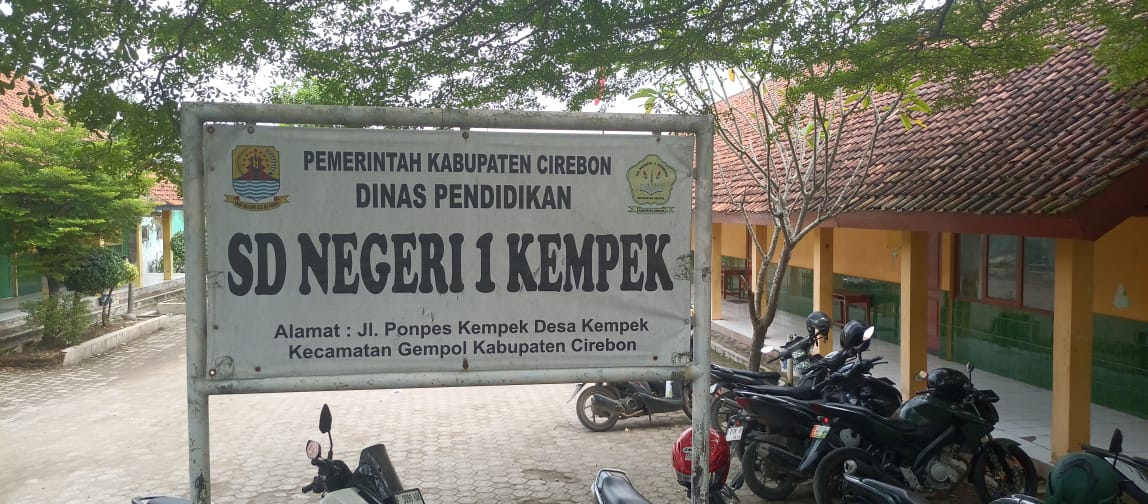 PEMERINTAH KABUPATEN CIREBON
DINAS PENDIDIKAN
SD NEGERI 1 KEMPEK
Alamat : Jl. Ponpes Kempek Desa Kempek
Kecamatan Gempol Kabupaten Cirebon